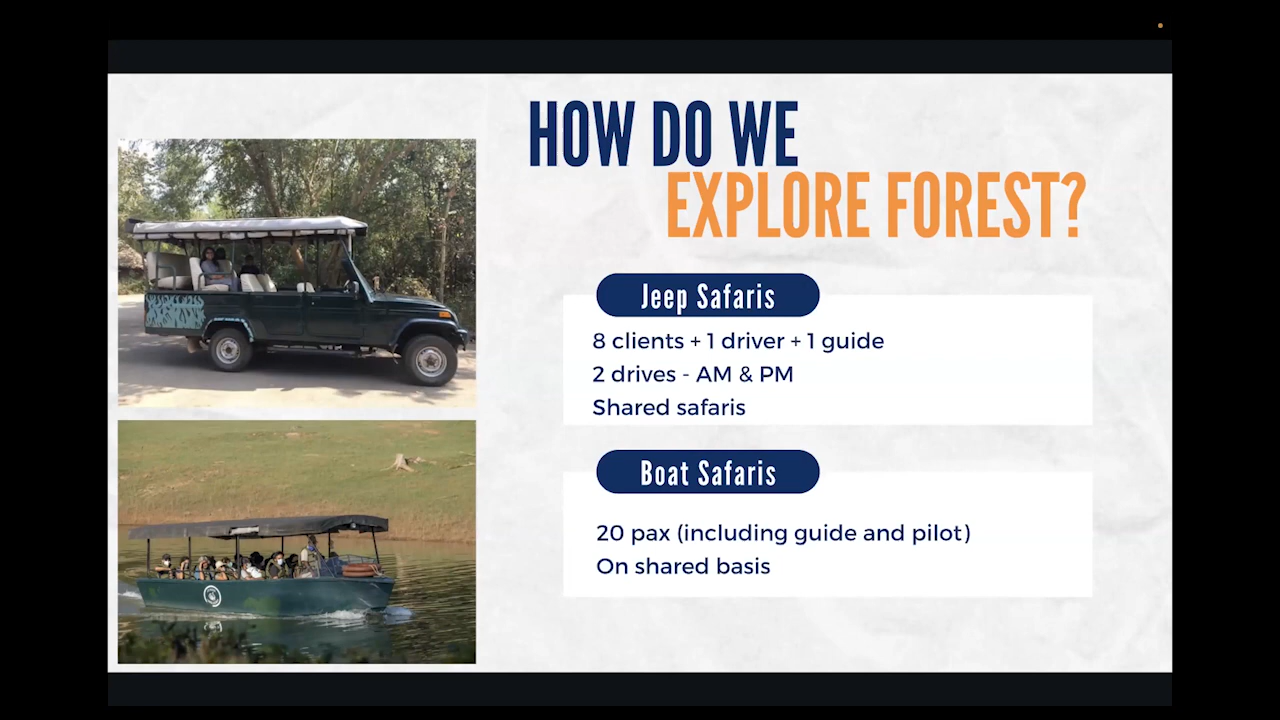 HOW DO WE
EXPLORE FOREST?
Jeep Safaris
8 clients + 1 driver + 1 guide
2 drives - AM & PM
Shared safaris
Boat Safaris
20 pax (including guide and pilot)
On shared basis